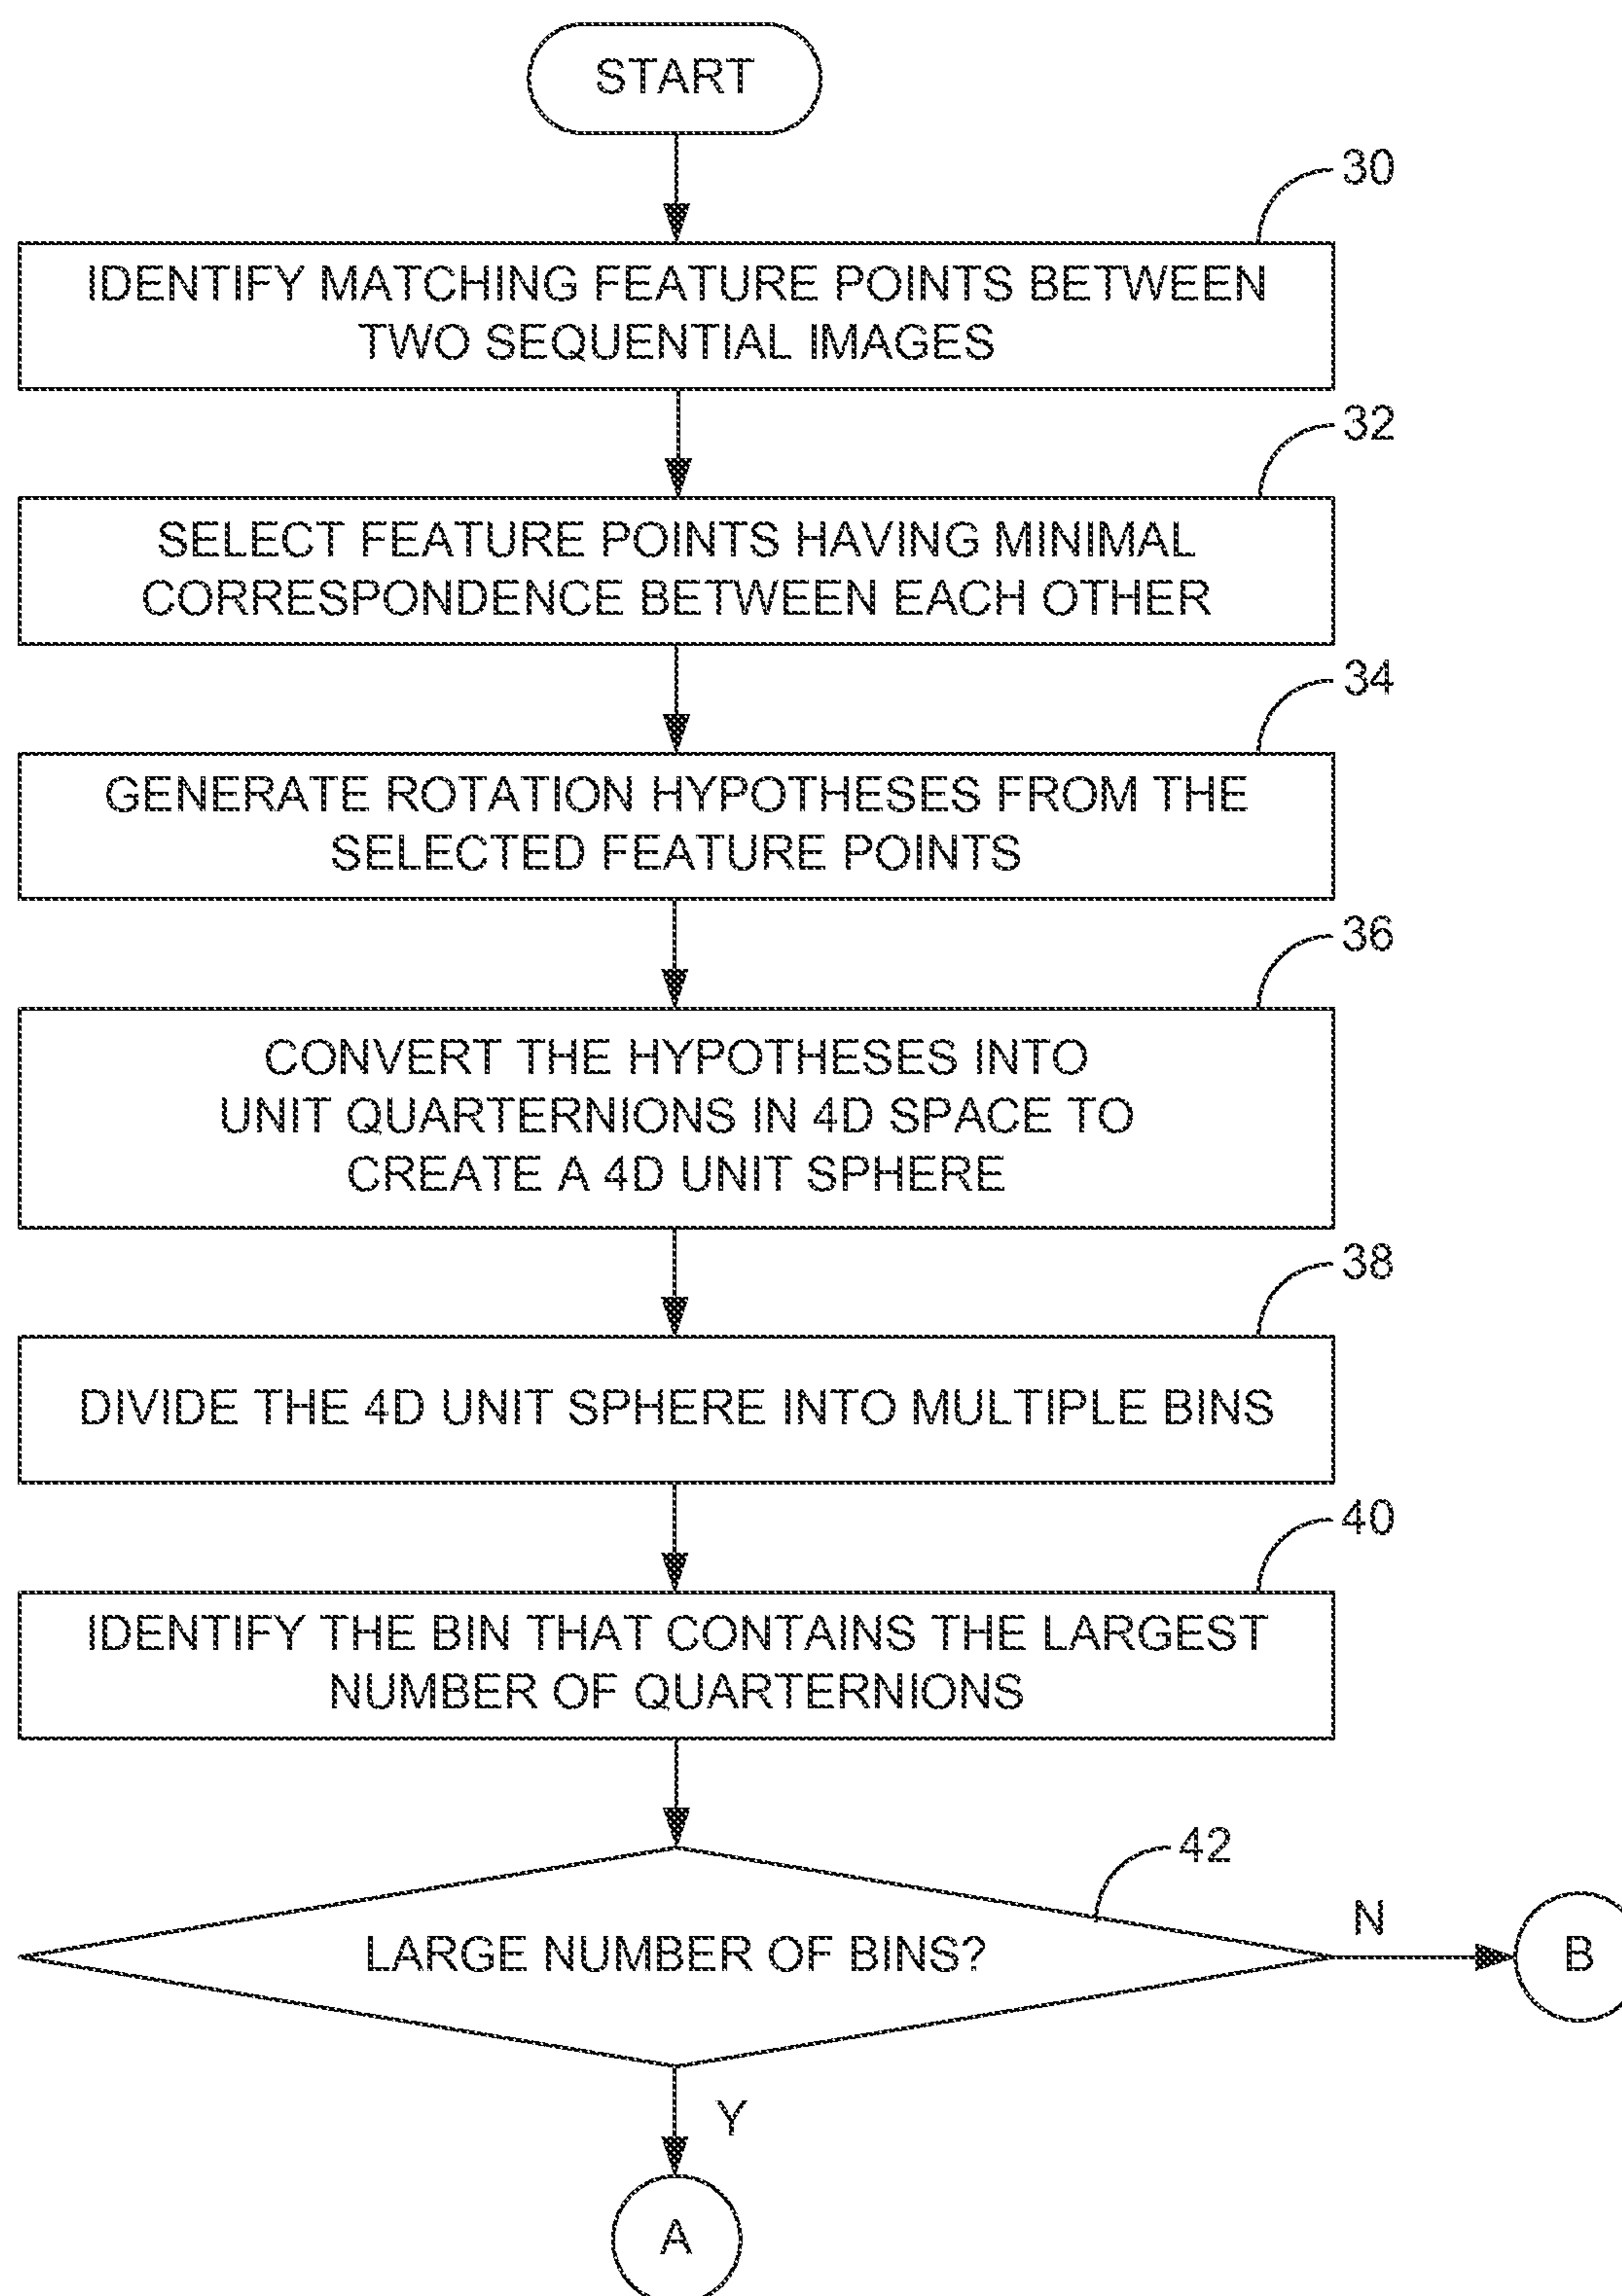 START
30
IDENTIFY MATCHING FEATURE POINTS BETWEEN
TWO SEQUENTIAL IMAGES
32
SELECT FEATURE POINTS HAVING MINIMAL
CORRESPONDENCE BETWEEN EACH OTHER
34
GENERATE ROTATION HYPOTHESES FROM THE
SELECTED FEATURE POINTS
36
CONVERT THE HYPOTHESES INTO
UNIT QUARTERNIONS IN 4D SPACE TO
CREATE A 4D UNIT SPHERE
38
DIVIDE THE 4D UNIT SPHERE INTO MULTIPLE BINS
40
IDENTIFY THE BIN THAT CONTAINS THE LARGEST
NUMBER OF QUARTERNIONS
42
LARGE NUMBER OF BINS?
N
B
Y
A